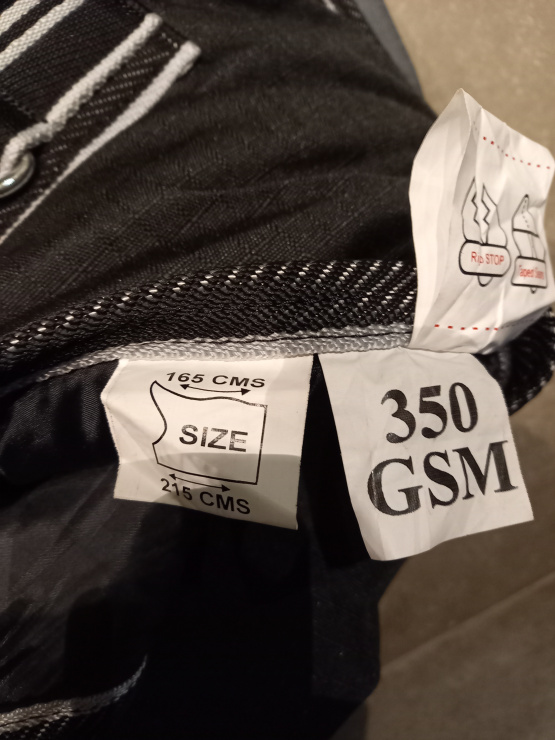 RIP STOP
165 CMS
SIZE
215 CMS
350
GSM